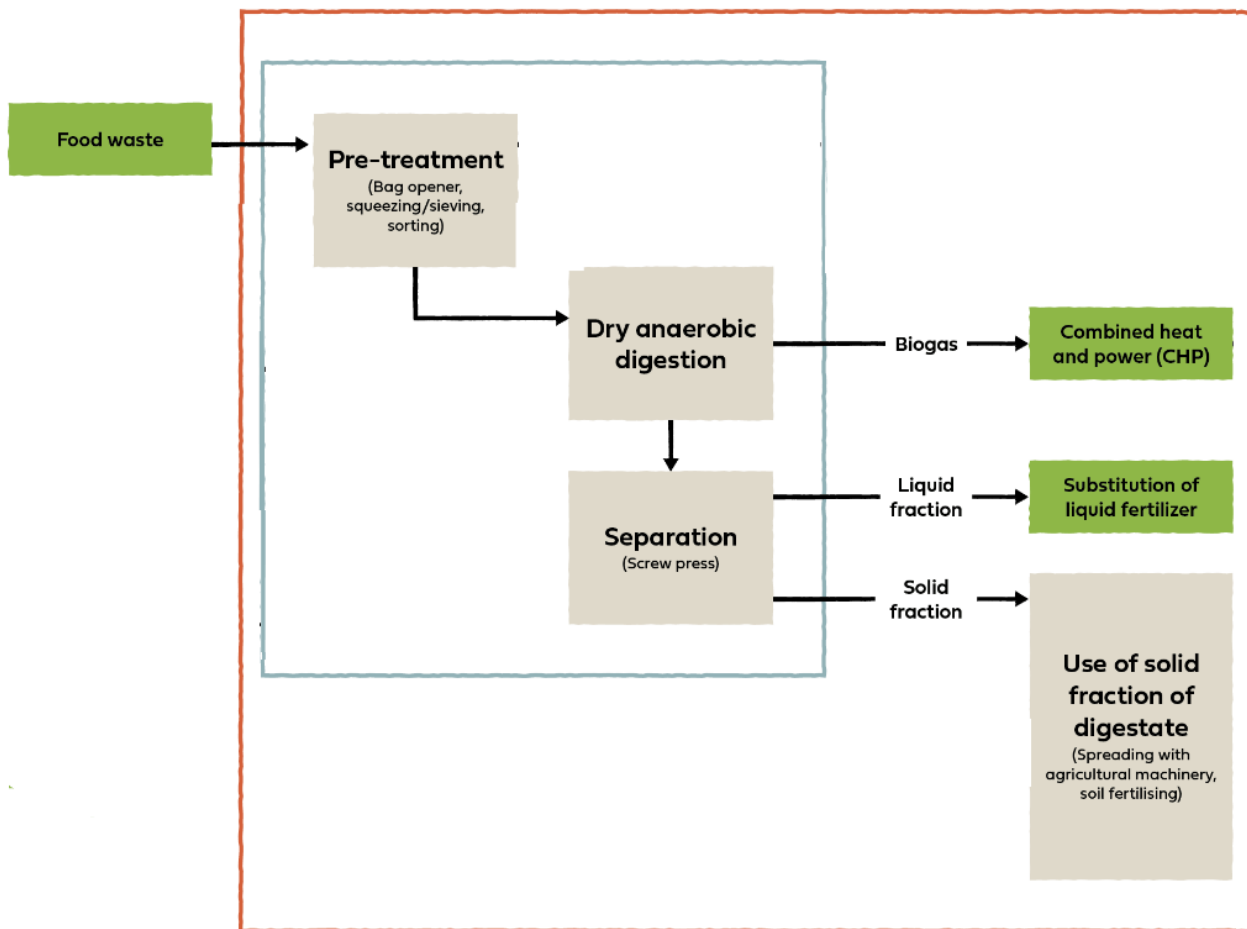 Food waste
Pre-treatment
(Bag opener,
squeezing/sieving,
sorting)
Dry anaerobic
digestion
Biogas
Combined heat
and power (CHP)
Separation
(Screw press)
Liquid
fraction
Substitution of
liquid fertilizer
Solid
fraction
Use of solid
fraction of
digestate
(Spreading with
agricultural machinery,
soil fertilising)